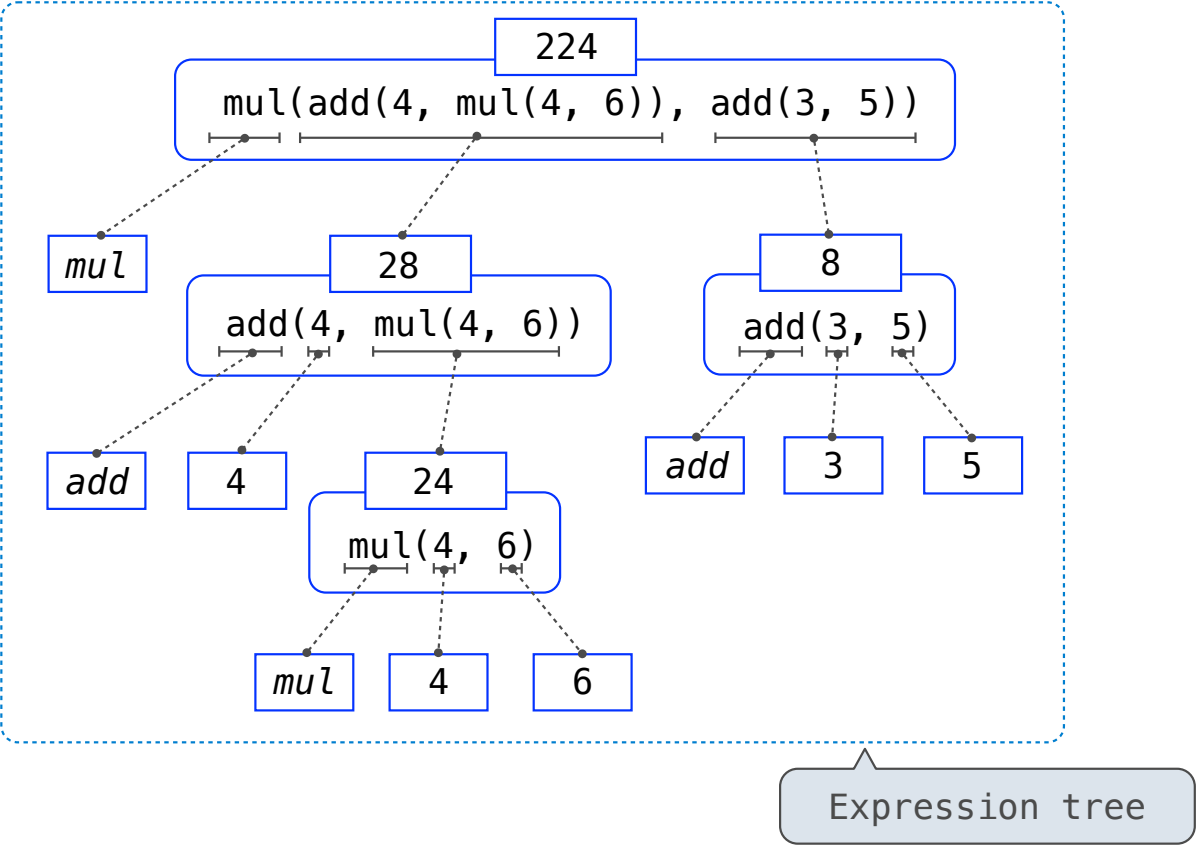 224
mul(add(4, mul(4, 6)), add(3, 5))
mul
28
8
add(4, mul(4, 6))
add(3, 5)
add
4
24
add
3
5
mul(4, 6)
mul
4
6
Expression tree